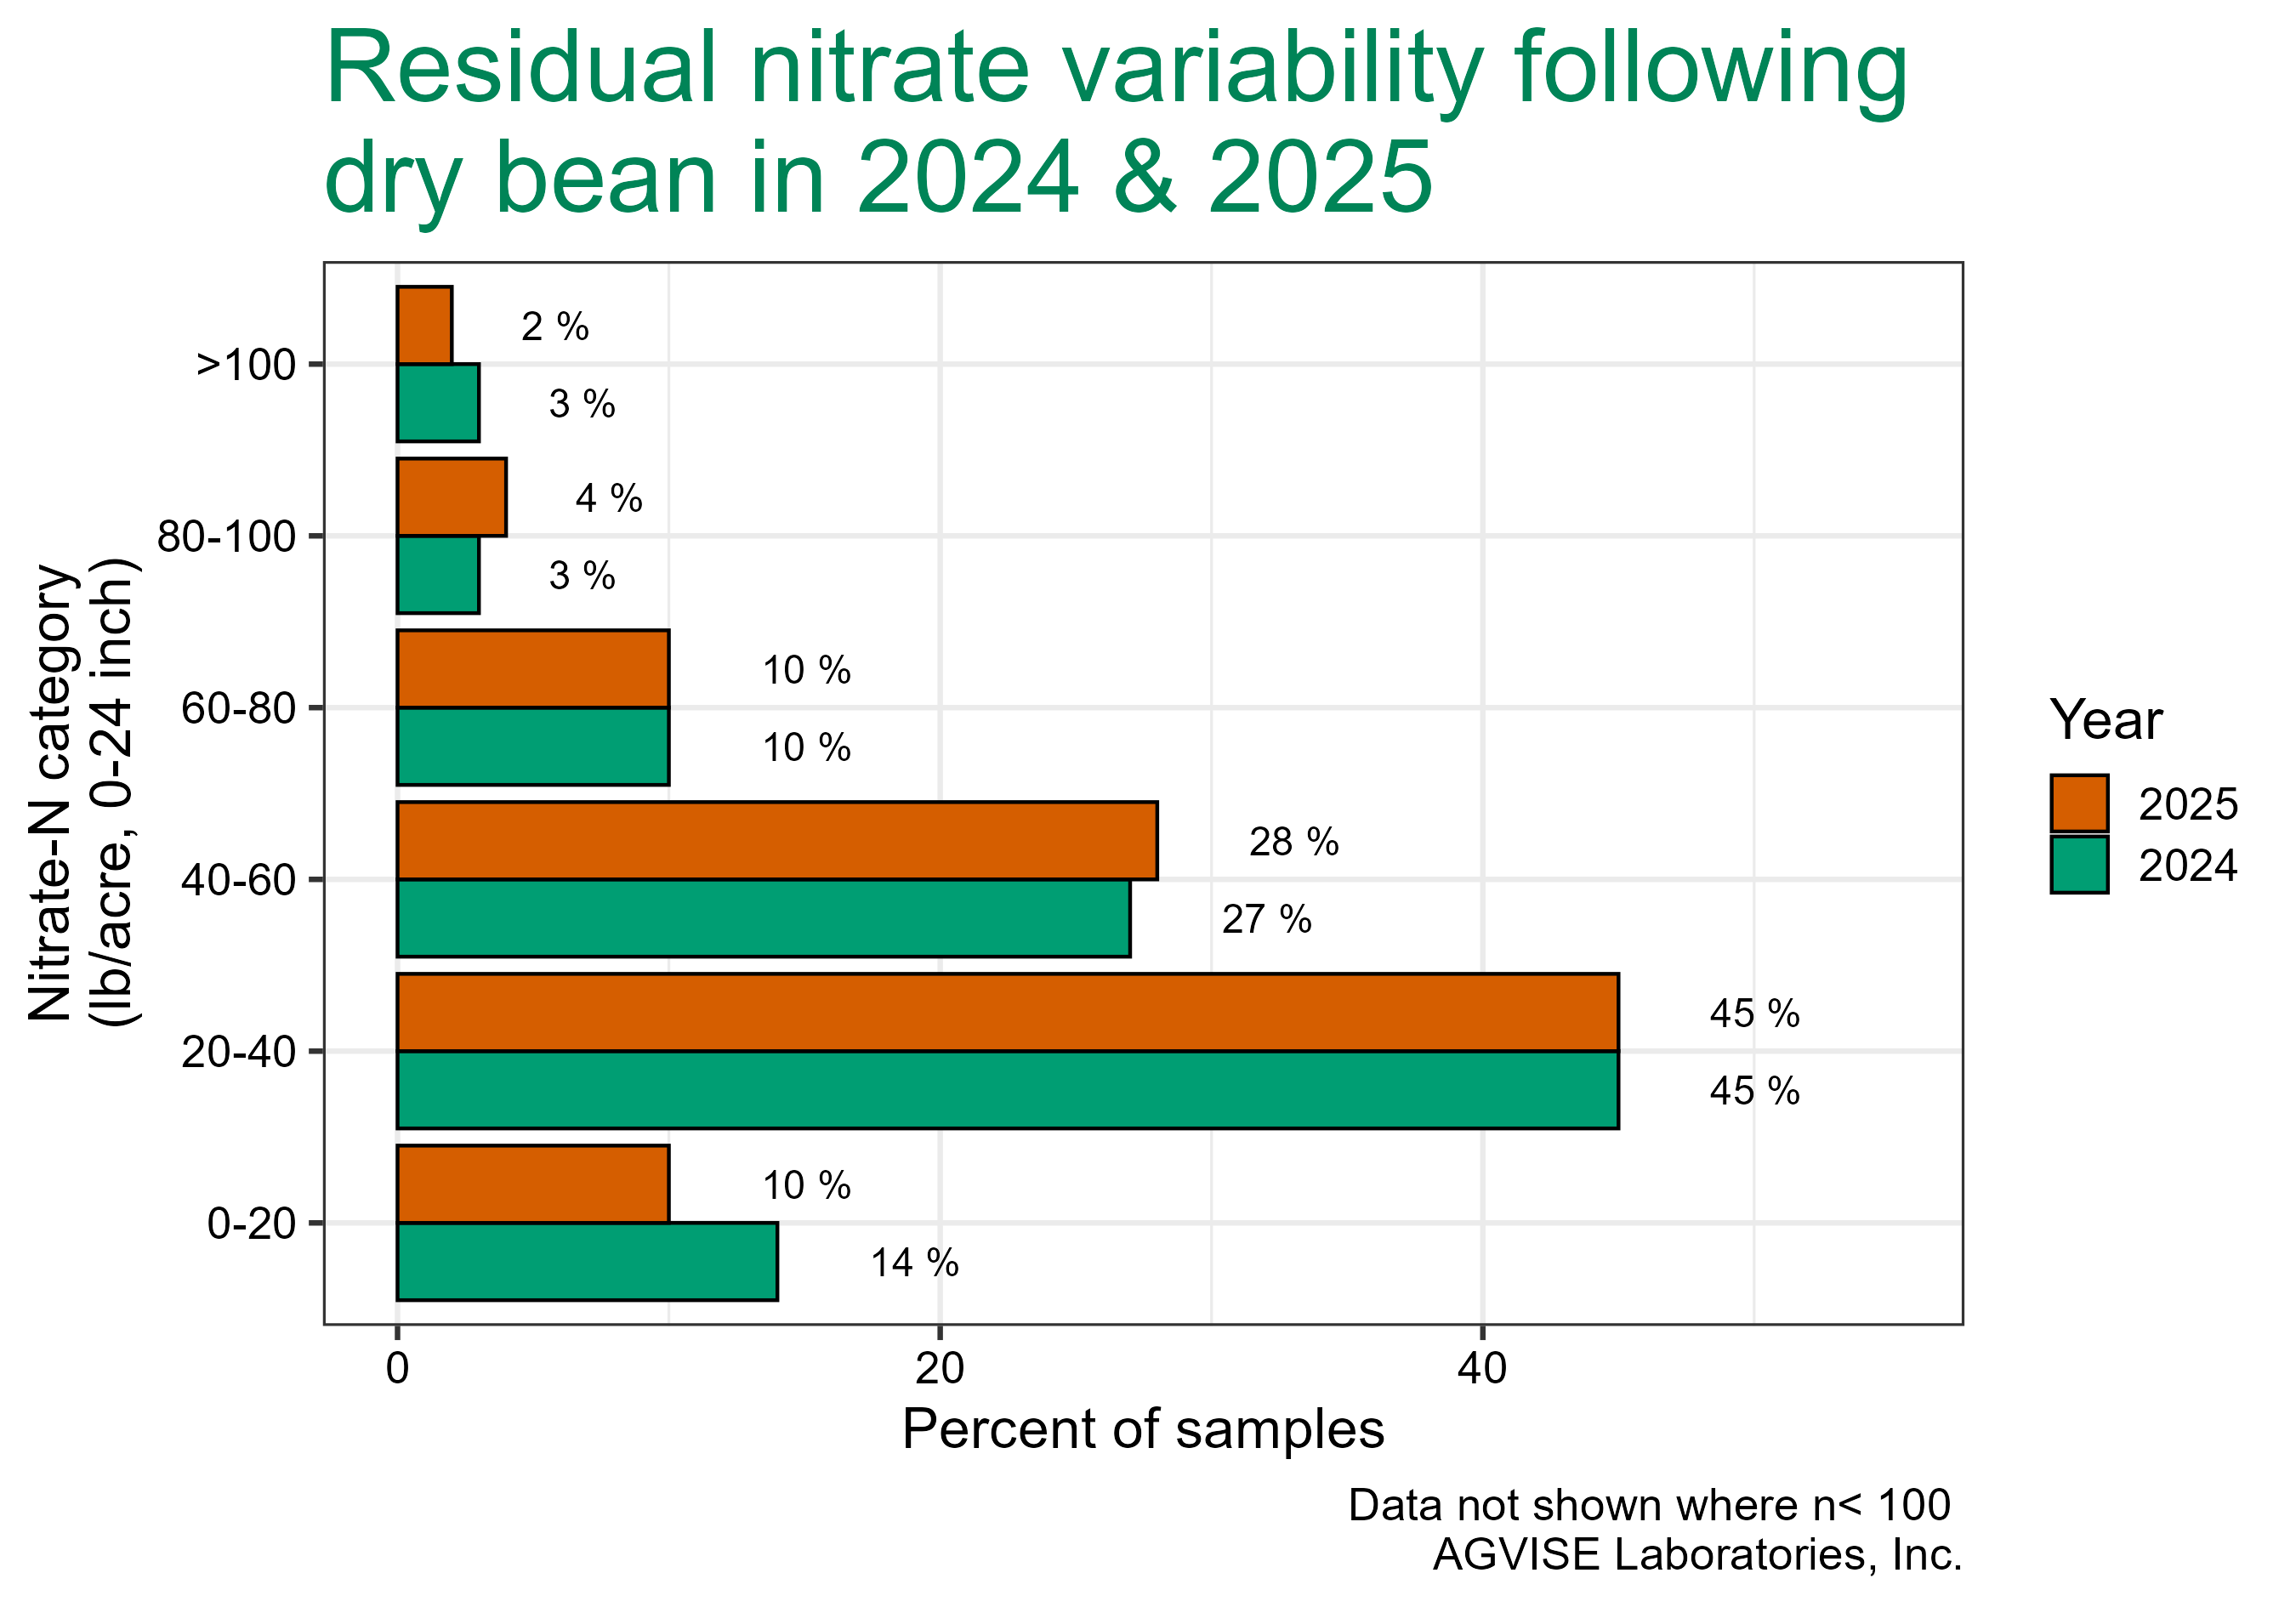 Residual nitrate variability following
dry bean in 2024 & 2025
Nitrate-N category
(lb/acre, 0-24 inch)
>100
2 %
3 %
80-100
4 %
3 %
60-80
10 %
10 %
40-60
28 %
27 %
20-40
45 %
45 %
0-20
10 %
14 %
0 20 40
Percent of samples
Year
2025
2024
Data not shown where n< 100
AGVISE Laboratories, Inc.